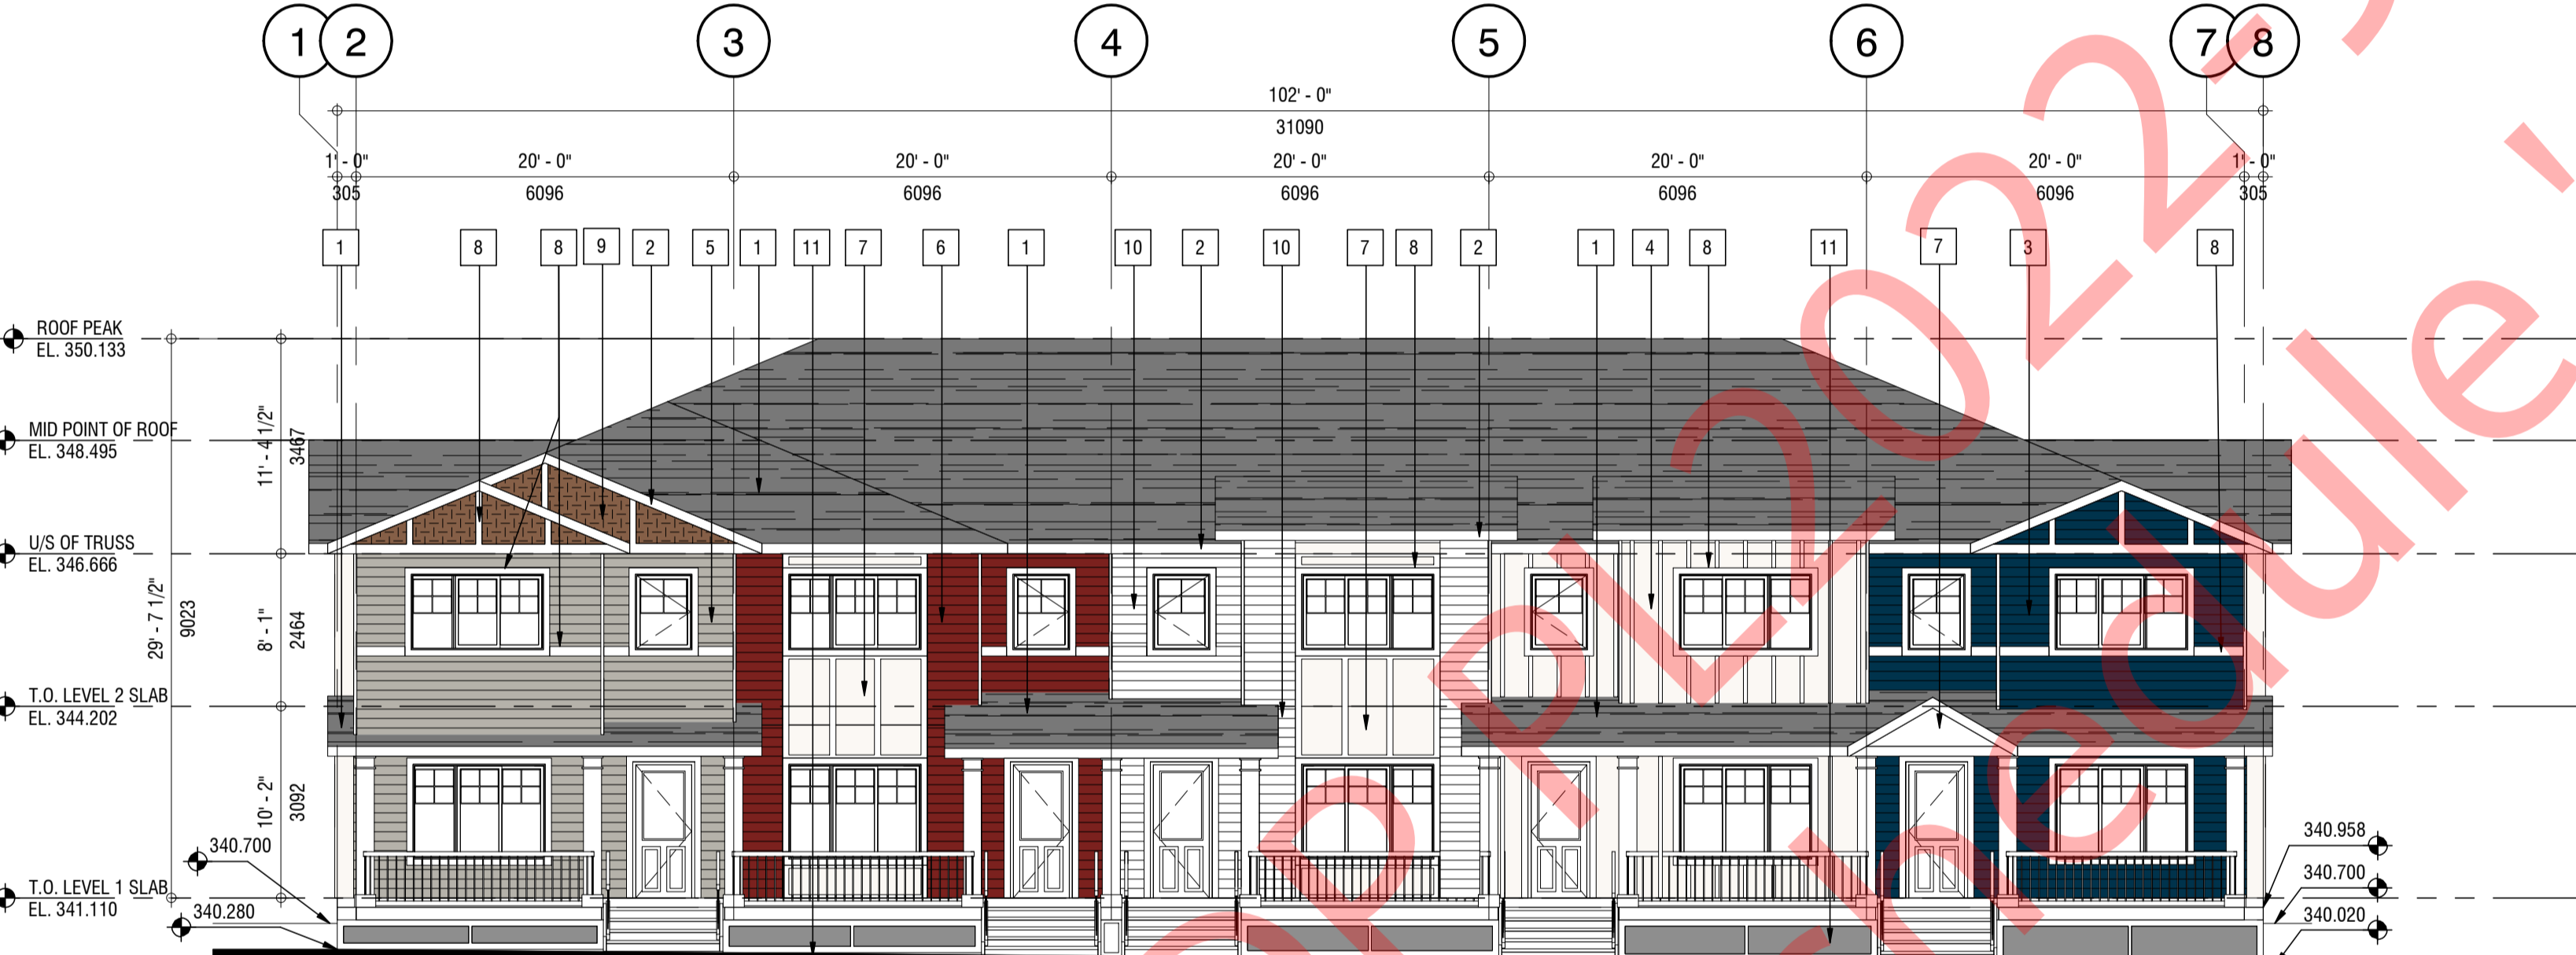 1 2 3 4 5 6 7 8
102' - 0"
31090
1' - 0" 20' - 0" 20' - 0" 20' - 0" 20' - 0" 20' - 0" 1' - 0"
305 6096 6096 6096 6096 6096 305
1 8 8 9 2 5 1 11 7 6 1 10 2 10 7 8 2 1 4 8 11 7 3 8
ROOF PEAK
EL. 350.133
MID POINT OF ROOF
EL. 348.495
U/S OF TRUSS
EL. 346.666
T.O. LEVEL 2 SLAB
EL. 344.202
T.O. LEVEL 1 SLAB
EL. 341.110
29' - 7 1/2"
9023
11' - 4 1/2"
3467
8' - 1"
2464
10' - 2"
3092
340.700
340.280
340.958
340.700
340.020
PL2022-